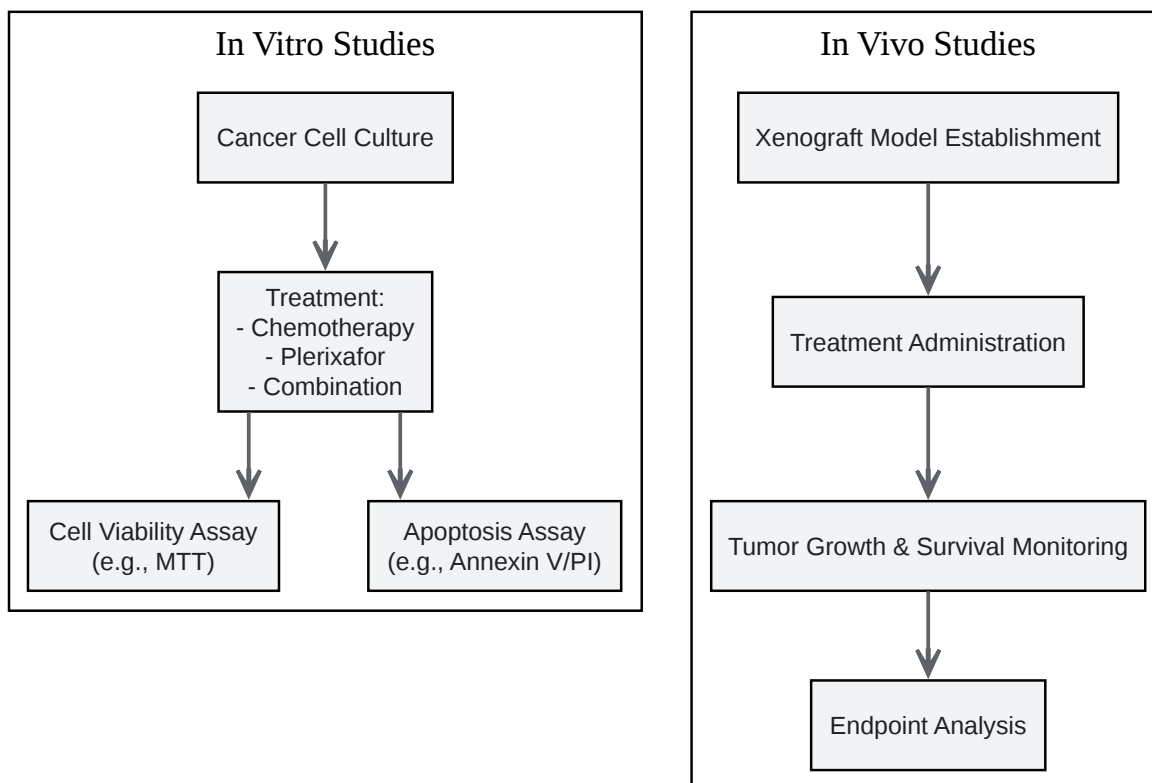 In Vitro Studies
Cancer Cell Culture
Treatment:
- Chemotherapy
- Plerixafor
- Combination
Cell Viability Assay
(e.g., MTT)
Apoptosis Assay
(e.g., Annexin V/PI)
In Vivo Studies
Xenograft Model Establishment
Treatment Administration
Tumor Growth & Survival Monitoring
Endpoint Analysis